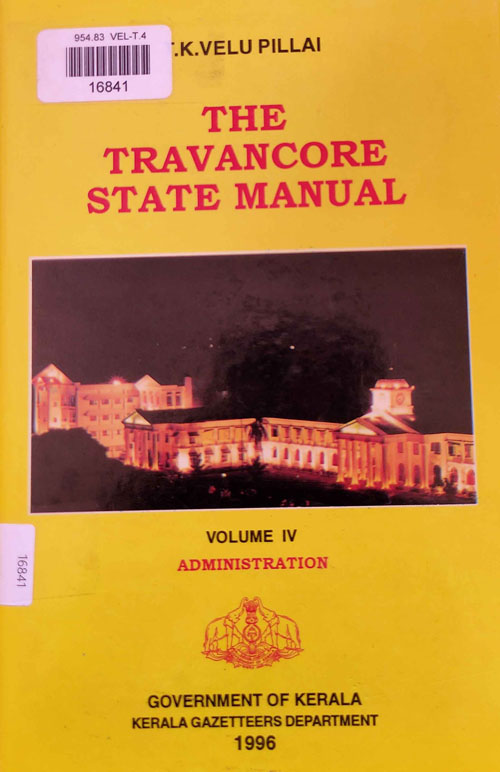 954.83 VEL-T.4
16841
T.K.VELU PILLAI
THE
TRAVANCORE
STATE MANUAL
VOLUME IV
ADMINISTRATION
16841
GOVERNMENT OF KERALA
KERALA GAZETTEERS DEPARTMENT
1996